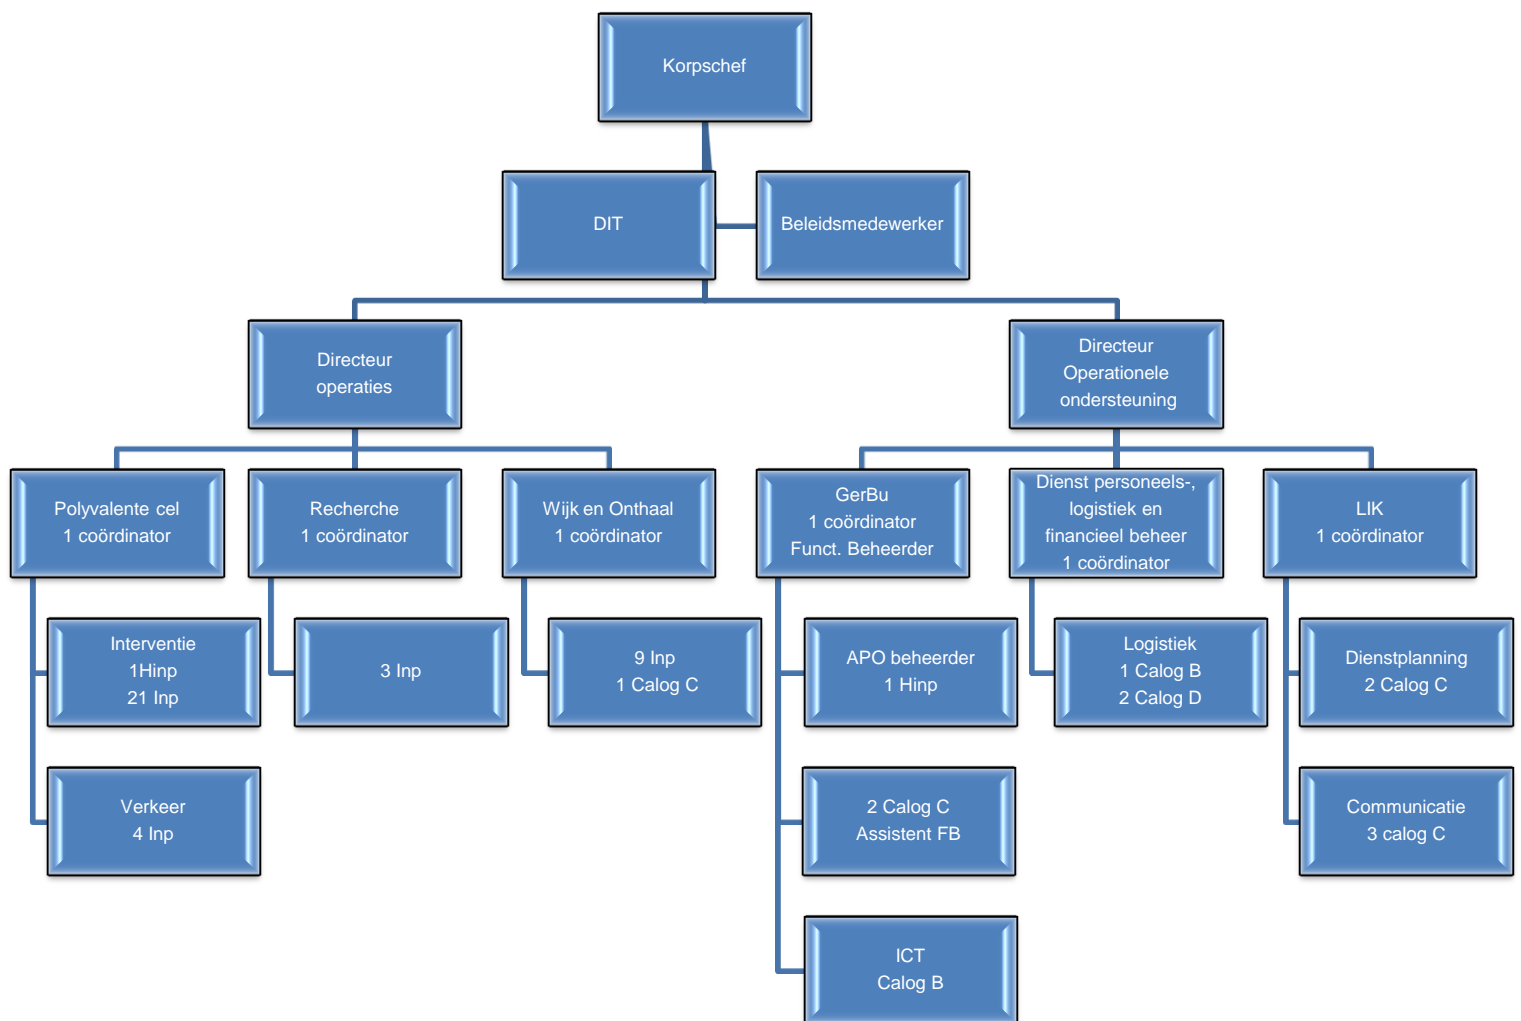 Korpschef
DIT
Beleidsmedewerker
Directeur
operaties
Directeur
Operationele
ondersteuning
Polyvalente cel
1 coördinator
Recherche
1 coördinator
Wijk en Onthaal
1 coördinator
GerBu
1 coördinator
Funct. Beheerder
Dienst personeels-,
logistiek en
financieel beheer
1 coördinator
LIK
1 coördinator
Interventie
1Hinp
21 Inp
3 Inp
9 Inp
1 Calog C
APO beheerder
1 Hinp
Logistiek
1 Calog B
2 Calog D
Dienstplanning
2 Calog C
Verkeer
4 Inp
2 Calog C
Assistent FB
Communicatie
3 calog C
ICT
Calog B